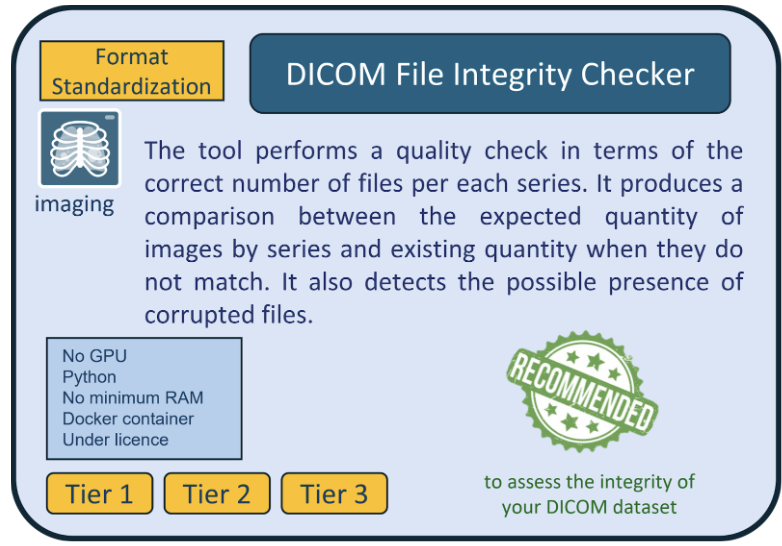 Format
Standardization
DICOM File Integrity Checker
imaging
The tool performs a quality check in terms of the
correct number of files per each series. It produces a
comparison between the expected quantity of
images by series and existing quantity when they do
not match. It also detects the possible presence of
corrupted files.
No GPU
Python
No minimum RAM
Docker container
Under licence
RECOMMENDED
to assess the integrity of
your DICOM dataset
Tier 1
Tier 2
Tier 3